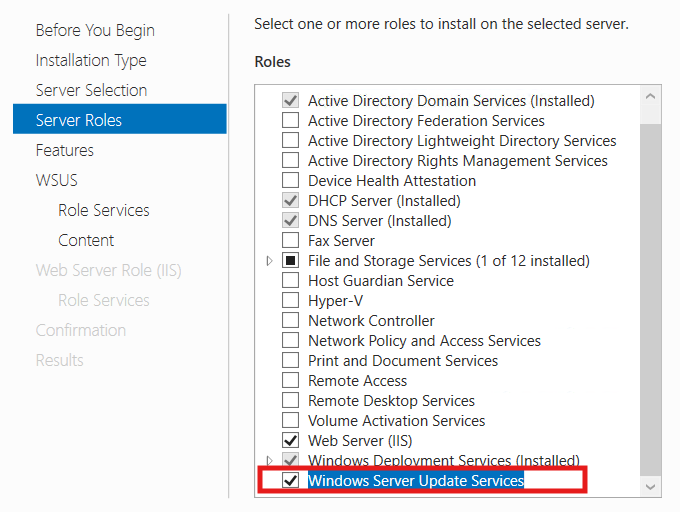 Before You Begin
Installation Type
Server Selection
Server Roles
Features
WSUS
Role Services
Content
Web Server Role (IIS)
Role Services
Confirmation
Results
Select one or more roles to install on the selected server.
Roles
Active Directory Domain Services (Installed)
Active Directory Federation Services
Active Directory Lightweight Directory Services
Active Directory Rights Management Services
Device Health Attestation
DHCP Server (Installed)
DNS Server (Installed)
Fax Server
File and Storage Services (1 of 12 installed)
Host Guardian Service
Hyper-V
Network Controller
Network Policy and Access Services
Print and Document Services
Remote Access
Remote Desktop Services
Volume Activation Services
Web Server (IIS)
Windows Deployment Services (Installed)
Windows Server Update Services